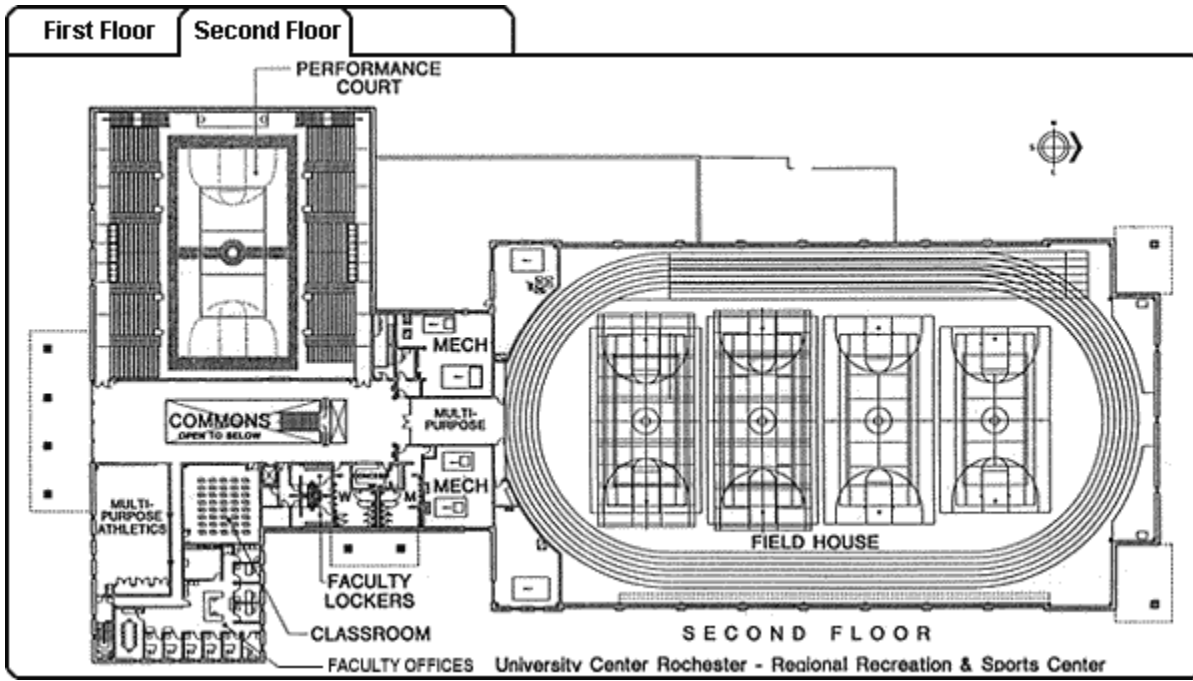 First Floor
Second Floor
PERFORMANCE
COURT
S
MECH
COMMONS
OPEN TO BELOW
MULTI-
PURPOSE
MULTI-
PURPOSE
ATHLETICS
W
M
MECH
FIELD HOUSE
FACULTY
LOCKERS
CLASSROOM
SECOND FLOOR
FACULTY OFFICES
University Center Rochester - Regional Recreation & Sports Center